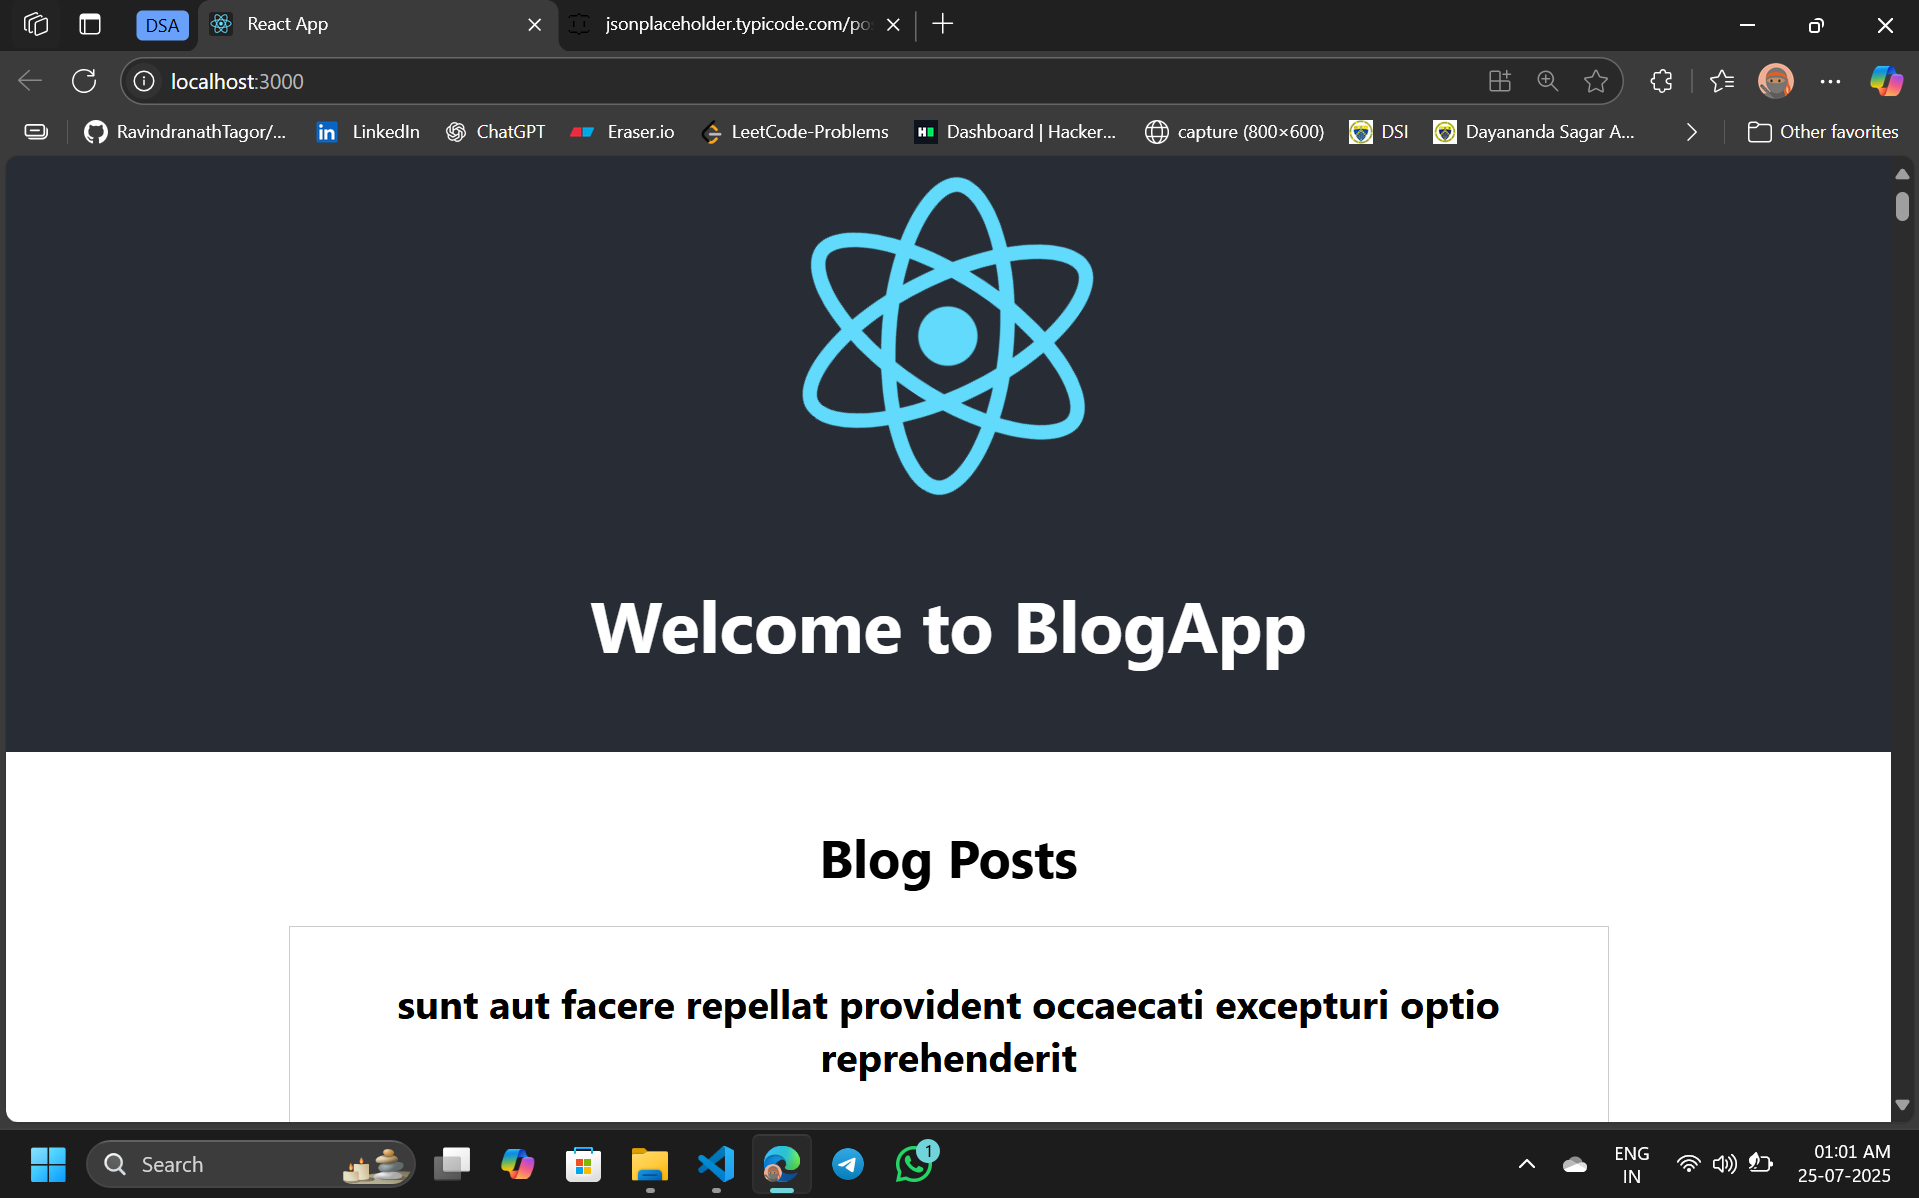 DSA
React App
jsonplaceholder.typicode.com/po
localhost:3000
RavindranathTagor/...
LinkedIn
ChatGPT
Eraser.io
LeetCode-Problems
Dashboard | Hacker...
capture (800×600)
DSI
Dayananda Sagar A...
Other favorites
Welcome to BlogApp
Blog Posts
sunt aut facere repellat provident occaecati excepturi optio
reprehenderit
Search
1
ENG
IN
01:01 AM
25-07-2025